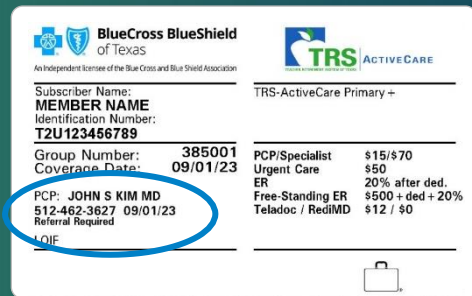 BlueCross BlueShield
of Texas
An Independent licensee of the Blue Cross and Blue Shield Association
TRS ACTIVECARE
Subscriber Name:
MEMBER NAME
Identification Number:
T2U123456789
TRS-ActiveCare Primary +
Group Number: 385001
Coverage Date: 09/01/23
PCP: JOHN S KIM MD
512-462-3627 09/01/23
Referral Required
PCP/Specialist $15/$70
Urgent Care $50
ER 20% after ded.
Free-Standing ER $500 + ded + 20%
Teladoc / RediMD $12 / $0